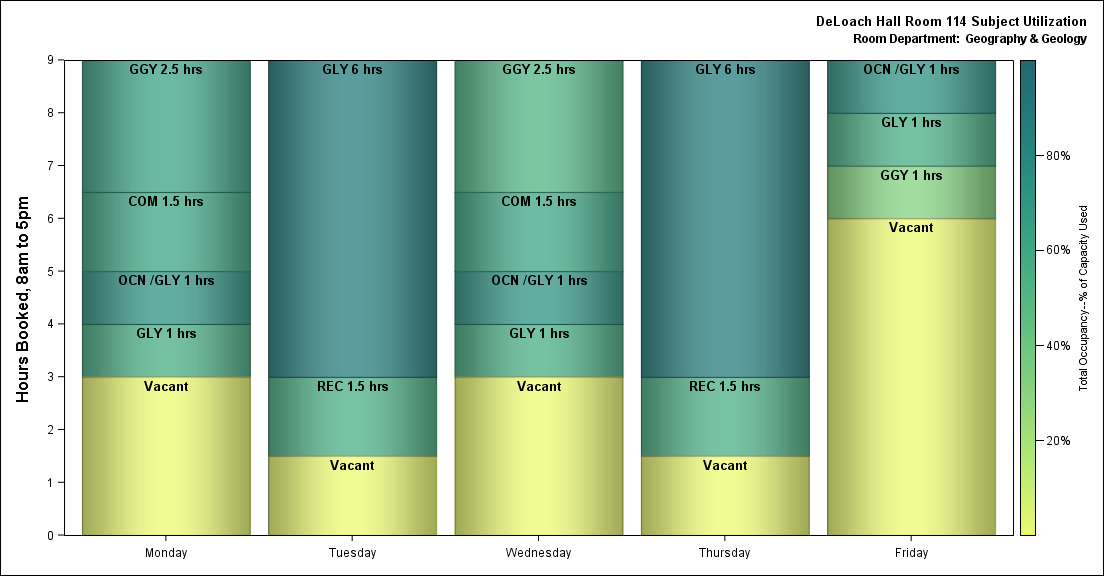 DeLoach Hall Room 114 Subject Utilization
Room Department: Geography & Geology
Hours Booked, 8am to 5pm
9
8
7
6
5
4
3
2
1
0
GGY 2.5 hrs
COM 1.5 hrs
OCN /GLY 1 hrs
GLY 1 hrs
Vacant
Monday
GLY 6 hrs
REC 1.5 hrs
Vacant
Tuesday
GGY 2.5 hrs
COM 1.5 hrs
OCN /GLY 1 hrs
GLY 1 hrs
Vacant
Wednesday
GLY 6 hrs
REC 1.5 hrs
Vacant
Thursday
OCN /GLY 1 hrs
GLY 1 hrs
GGY 1 hrs
Vacant
Friday
80%
60%
40%
20%
Total Occupancy--% of Capacity Used